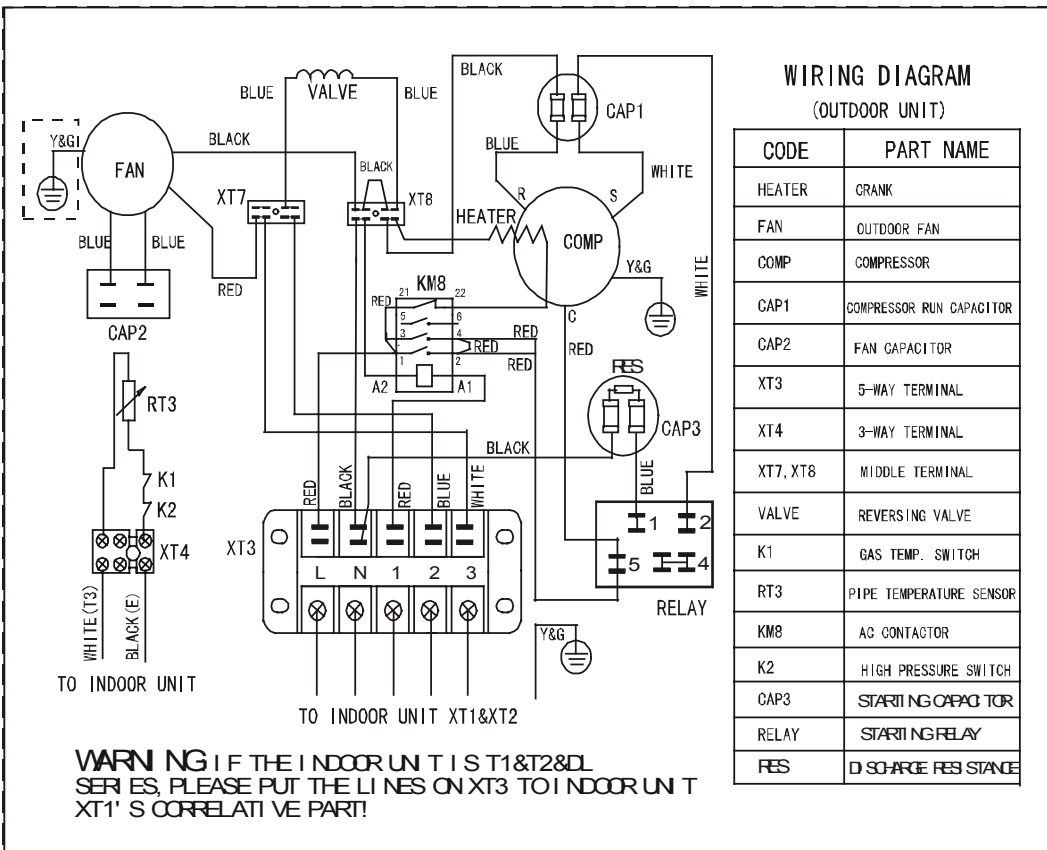 BLACK
BLUE
VALVE
BLUE
CAP1
Y&G
FAN
BLACK
BLUE
WHITE
BLACK
R
S
XT7
XT8
HEATER
COMP
BLUE
BLUE
RED
Y&G
WHITE
KM8
21
22
RED
5
6
3
4
RED
RED
1
2
RED
C
RED
A2
A1
CAP2
RES
RT3
CAP3
BLACK
K1
K2
RED
BLACK
RED
BLUE
WHITE
BLUE
XT4
XT3
L N 1 2 3
1
2
5
4
RELAY
WHITE(T3)
BLACK(E)
Y&G
TO INDOOR UNIT
TO INDOOR UNIT XT1&XT2
WARNING IF THE INDOOR UNIT IS T1&T2&DL
SERIES, PLEASE PUT THE LINES ON XT3 TO INDOOR UNIT
XT1'S CORRELATIVE PART!
WIRING DIAGRAM
(OUTDOOR UNIT)
CODE PART NAME
HEATER CRANK
FAN OUTDOOR FAN
COMP COMPRESSOR
CAP1 COMPRESSOR RUN CAPACITOR
CAP2 FAN CAPACITOR
XT3 5-WAY TERMINAL
XT4 3-WAY TERMINAL
XT7, XT8 MIDDLE TERMINAL
VALVE REVERSING VALVE
K1 GAS TEMP. SWITCH
RT3 PIPE TEMPERATURE SENSOR
KM8 AC CONTACTOR
K2 HIGH PRESSURE SWITCH
CAP3 STARTING CAPACITOR
RELAY STARTING RELAY
RES DISCHARGE RESISTANCE